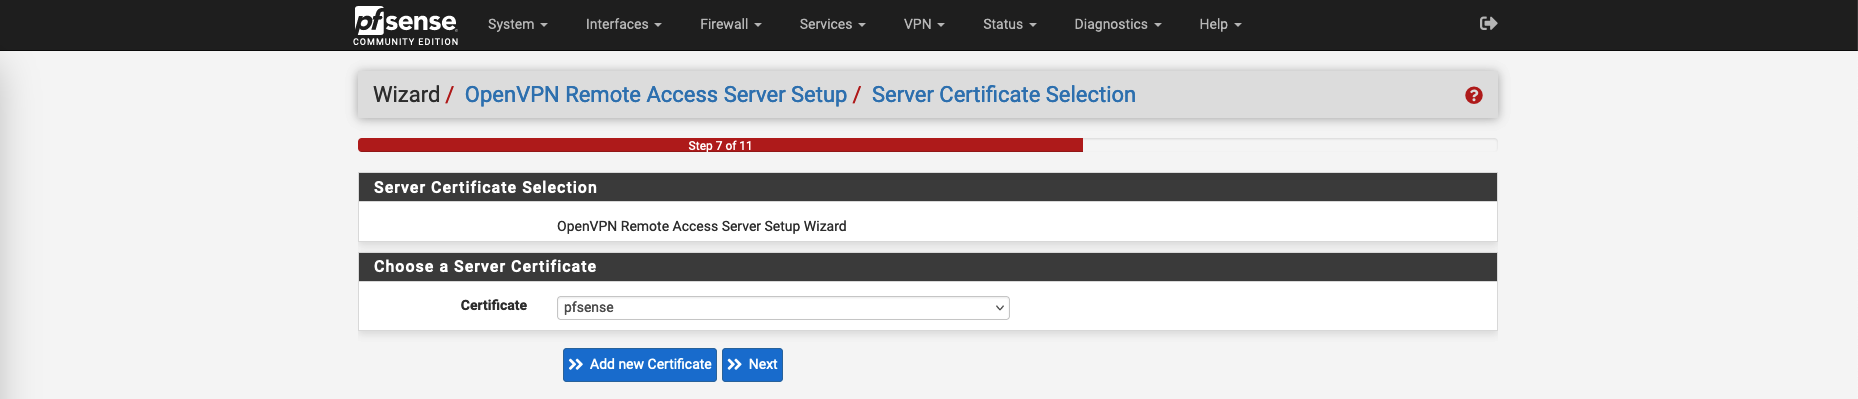 pfsense
COMMUNITY EDITION
System Interfaces Firewall Services VPN Status Diagnostics Help
Wizard / OpenVPN Remote Access Server Setup / Server Certificate Selection
Step 7 of 11
Server Certificate Selection
OpenVPN Remote Access Server Setup Wizard
Choose a Server Certificate
Certificate pfsense
Add new Certificate Next